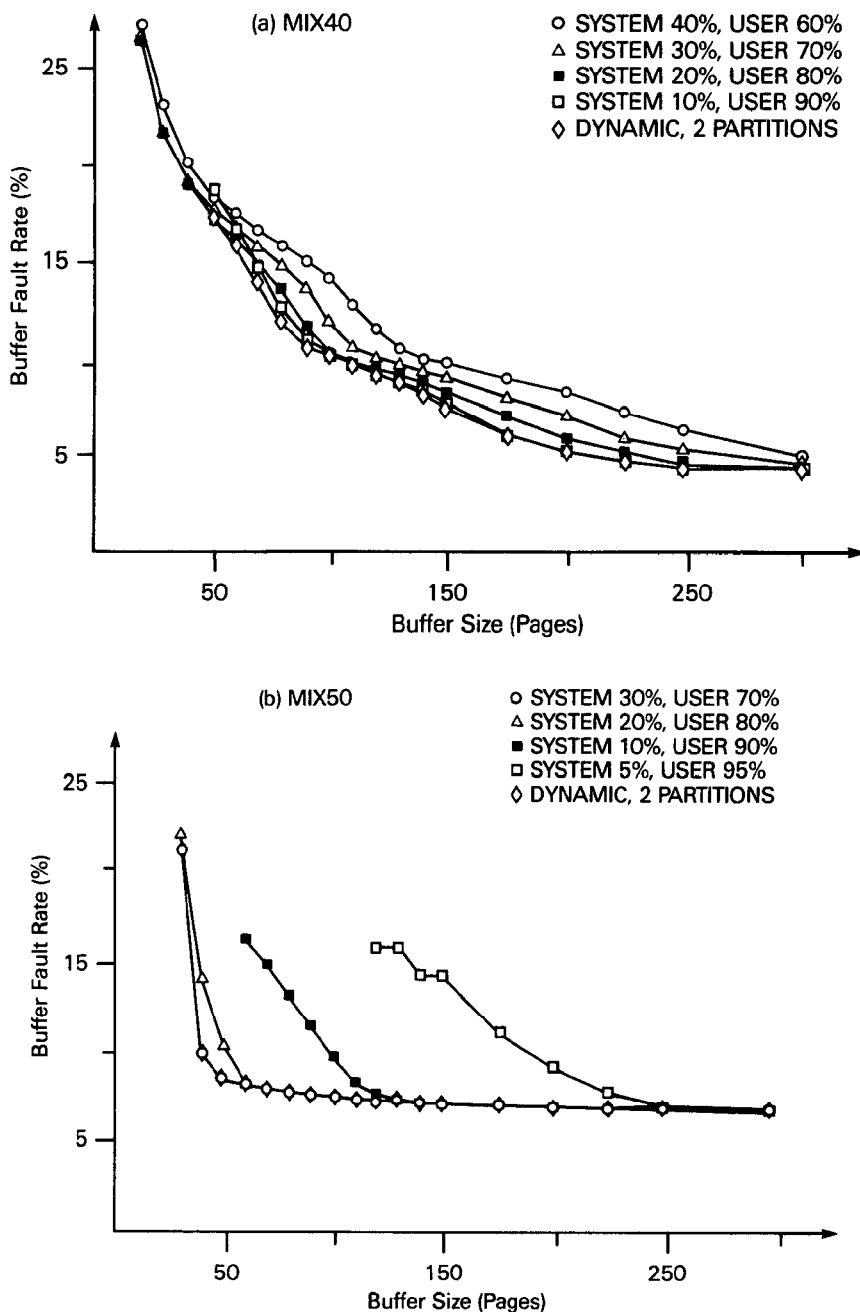 (a) MIX40
○ SYSTEM 40%, USER 60%
△ SYSTEM 30%, USER 70%
■ SYSTEM 20%, USER 80%
□ SYSTEM 10%, USER 90%
◇ DYNAMIC, 2 PARTITIONS
Buffer Fault Rate (%)
25
15
5
50
150
250
Buffer Size (Pages)
(b) MIX50
○ SYSTEM 30%, USER 70%
△ SYSTEM 20%, USER 80%
■ SYSTEM 10%, USER 90%
□ SYSTEM 5%, USER 95%
◇ DYNAMIC, 2 PARTITIONS
Buffer Fault Rate (%)
25
15
5
50
150
250
Buffer Size (Pages)